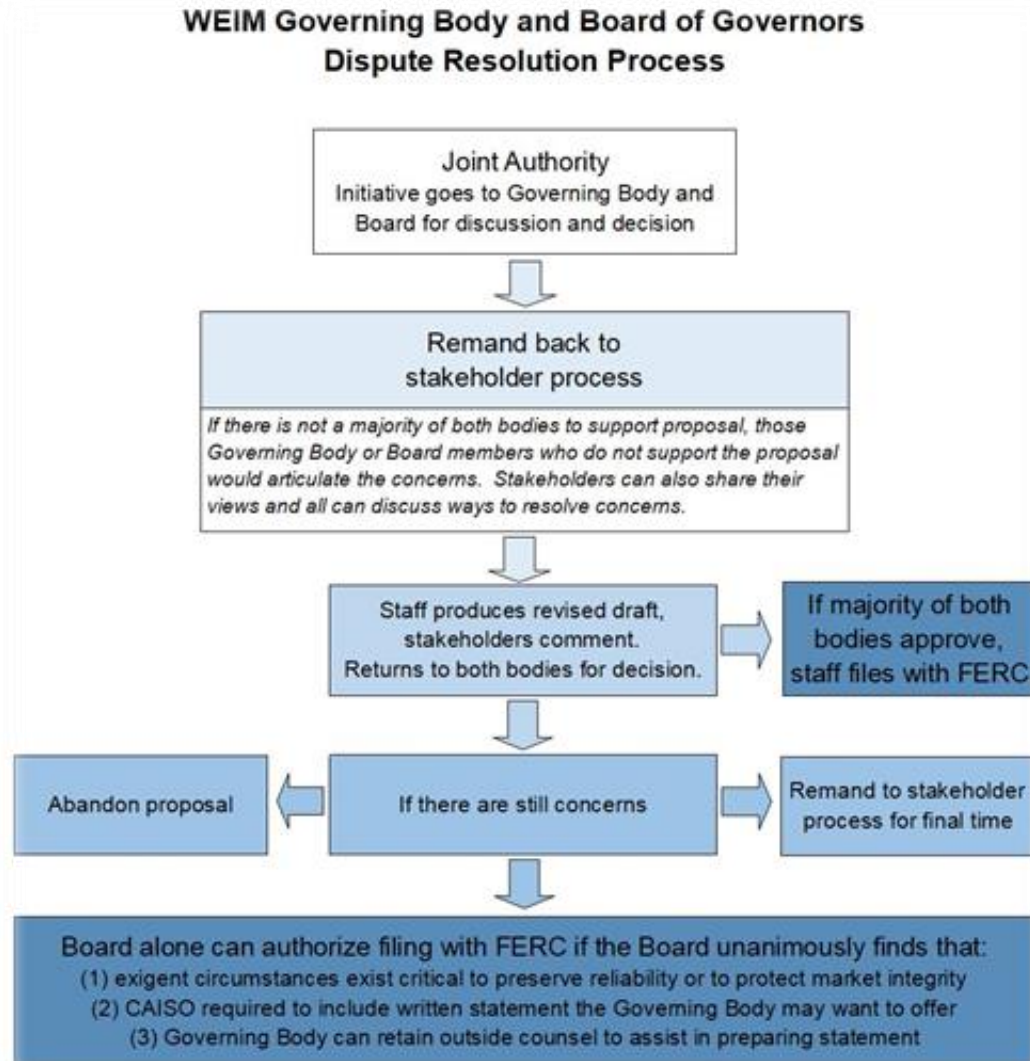 WEIM Governing Body and Board of Governors
Dispute Resolution Process
Joint Authority
Initiative goes to Governing Body and
Board for discussion and decision
Remand back to
stakeholder process
If there is not a majority of both bodies to support proposal, those
Governing Body or Board members who do not support the proposal
would articulate the concerns.  Stakeholders can also share their
views and all can discuss ways to resolve concerns.
Staff produces revised draft,
stakeholders comment.
Returns to both bodies for decision.
If majority of both
bodies approve,
staff files with FERC
Abandon proposal
If there are still concerns
Remand to stakeholder
process for final time
Board alone can authorize filing with FERC if the Board unanimously finds that:
(1) exigent circumstances exist critical to preserve reliability or to protect market integrity
(2) CAISO required to include written statement the Governing Body may want to offer
(3) Governing Body can retain outside counsel to assist in preparing statement